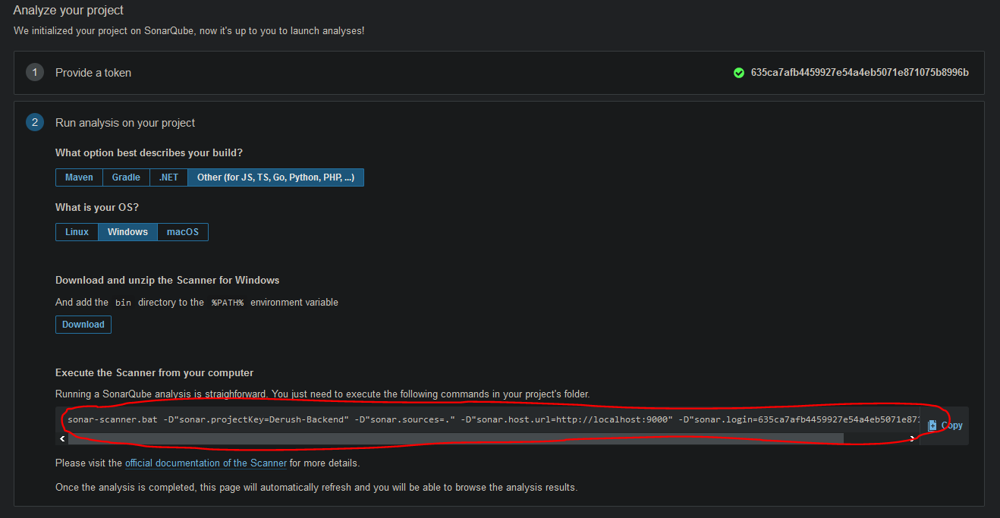 Analyze your project
We initialized your project on SonarQube, now it's up to you to launch analyses!
1 Provide a token 635ca7afb4459927e54a4eb5071e871075b8996b
2 Run analysis on your project
What option best describes your build?
Maven Gradle .NET Other (for JS, TS, Go, Python, PHP, ...)
What is your OS?
Linux Windows macOS
Download and unzip the Scanner for Windows
And add the bin directory to the %PATH% environment variable
Download
Execute the Scanner from your computer
Running a SonarQube analysis is straighforward. You just need to execute the following commands in your project's folder.
sonar-scanner.bat -D"sonar.projectKey=Derush-Backend" -D"sonar.sources=." -D"sonar.host.url=http://localhost:9000" -D"sonar.login=635ca7afb4459927e54a4eb5071e871 Copy
Please visit the official documentation of the Scanner for more details.
Once the analysis is completed, this page will automatically refresh and you will be able to browse the analysis results.